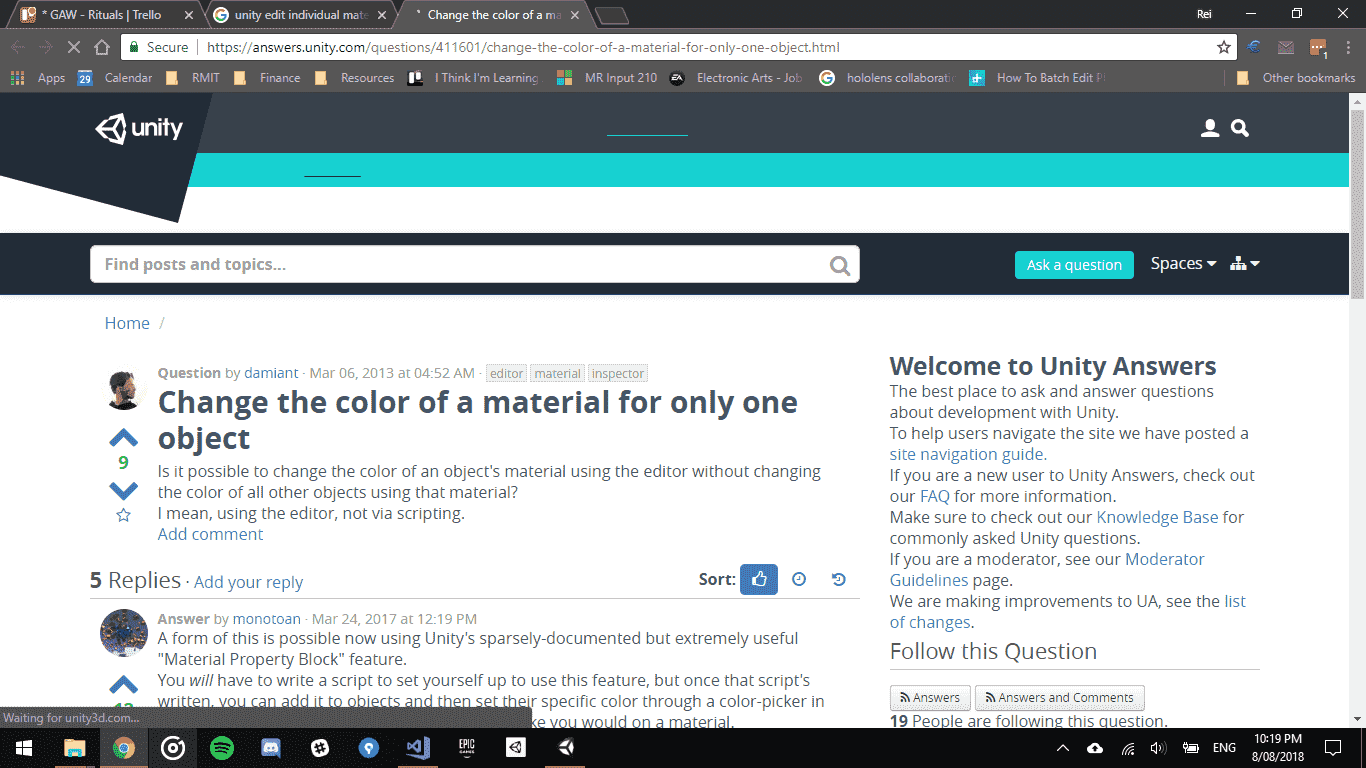 * GAW - Rituals | Trello
unity edit individual mate
Change the color of a ma
Rei
Secure
https://answers.unity.com/questions/411601/change-the-color-of-a-material-for-only-one-object.html
Apps
29
Calendar
RMIT
Finance
Resources
I Think I'm Learning
MR Input 210
EA
Electronic Arts - Job
hololens collaborati
How To Batch Edit P
Other bookmarks
1
unity
Find posts and topics...
Ask a question
Spaces
Home /
Question by damiant · Mar 06, 2013 at 04:52 AM · editor material inspector
Change the color of a material for only one
object
9
Is it possible to change the color of an object's material using the editor without changing
the color of all other objects using that material?
I mean, using the editor, not via scripting.
Add comment
5 Replies · Add your reply
Sort:
Answer by monotoan · Mar 24, 2017 at 12:19 PM
A form of this is possible now using Unity's sparsely-documented but extremely useful
"Material Property Block" feature.
You will have to write a script to set yourself up to use this feature, but once that script's
written, you can add it to objects and then set their specific color through a color-picker in
ke you would on a material.
Welcome to Unity Answers
The best place to ask and answer questions
about development with Unity.
To help users navigate the site we have posted a
site navigation guide.
If you are a new user to Unity Answers, check out
our FAQ for more information.
Make sure to check out our Knowledge Base for
commonly asked Unity questions.
If you are a moderator, see our Moderator
Guidelines page.
We are making improvements to UA, see the list
of changes.
Follow this Question
Answers
Answers and Comments
19 People are following this question.
Waiting for unity3d.com...
EPIC
GAMES
ENG
10:19 PM
8/08/2018